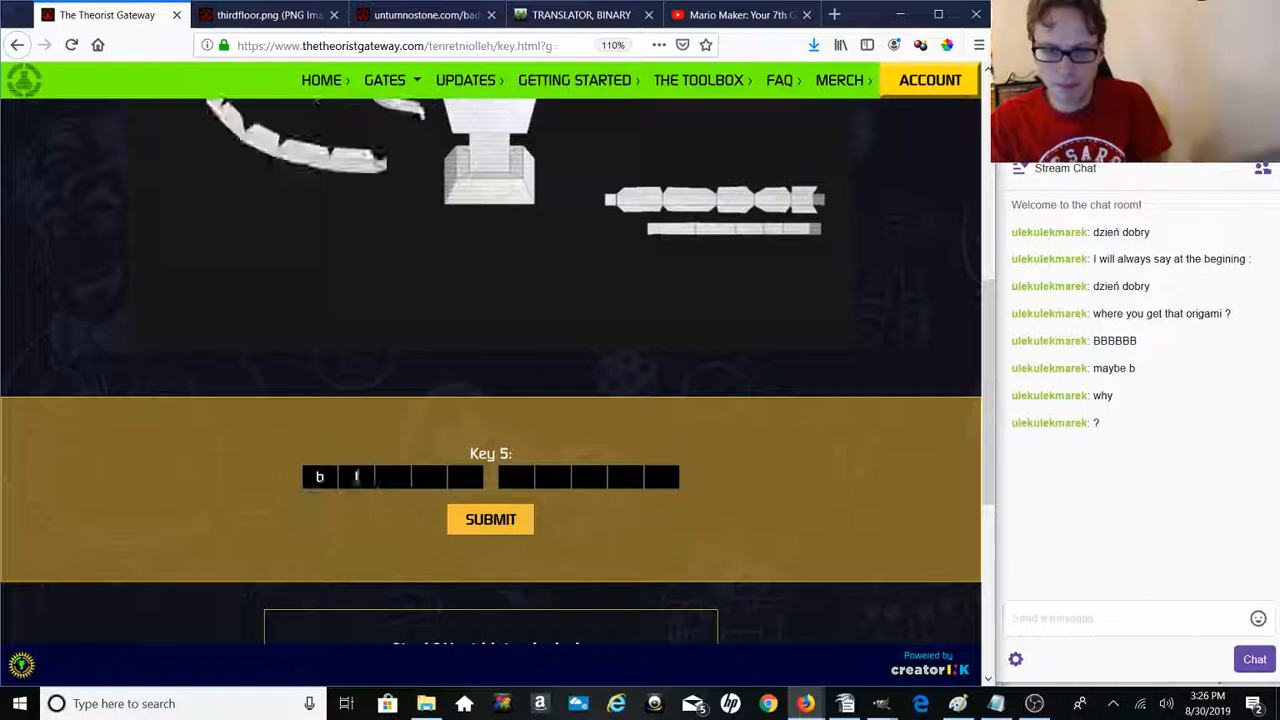 The Theorist Gateway
thirdfloor.png (PNG Ima
unturnnostone.com/bad
TRANSLATOR, BINARY
Mario Maker: Your 7th G
https://www.thetheoristgateway.com/tenretniolleh/key.html?g=
110%
HOME › GATES UPDATES › GETTING STARTED › THE TOOLBOX › FAQ › MERCH › ACCOUNT
Stream Chat
Welcome to the chat room!
ulekulekmarek: dzień dobry
ulekulekmarek: I will always say at the begining :
ulekulekmarek: dzień dobry
ulekulekmarek: where you get that origami ?
ulekulekmarek: BBBBBB
ulekulekmarek: maybe b
ulekulekmarek: why
ulekulekmarek: ?
Key 5:
b l
SUBMIT
Send a message
Chat
Powered by
creatorINK
Type here to search
3:26 PM
8/30/2019